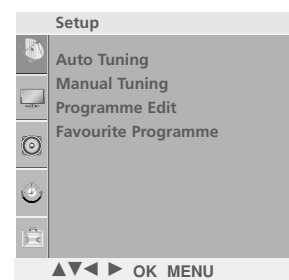 Setup
Auto Tuning
Manual Tuning
Programme Edit
Favourite Programme
▲▼◄ ► OK MENU